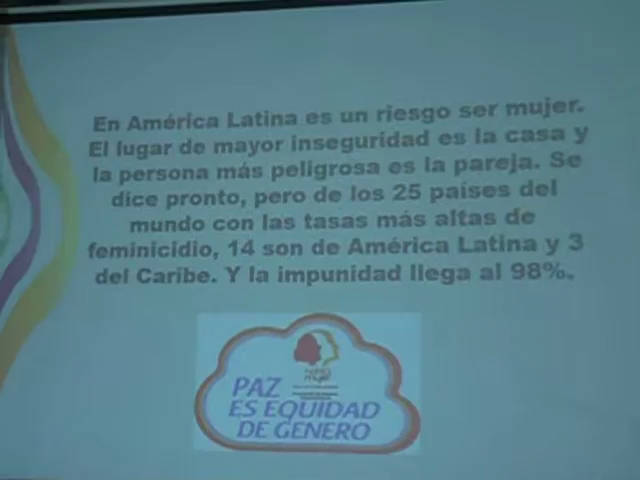 En América Latina es un riesgo ser mujer.
El lugar de mayor inseguridad es la casa y
la persona más peligrosa es la pareja. Se
dice pronto, pero de los 25 países del
mundo con las tasas más altas de
feminicidio, 14 son de América Latina y 3
del Caribe. Y la impunidad llega al 98%.
PAZ
ES EQUIDAD
DE GENERO